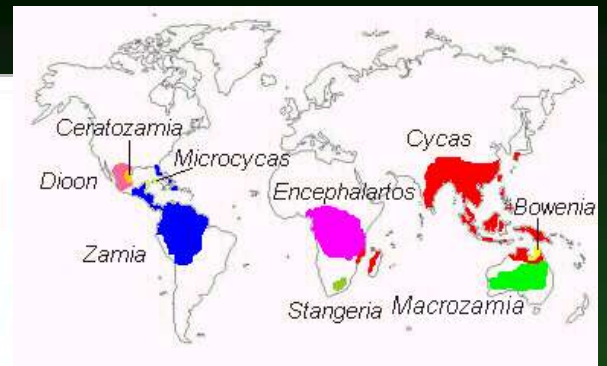 Ceratozamia
Microcycas
Dioon
Zamia
Encephalartos
Stangeria
Cycas
Bowenia
Macrozamia